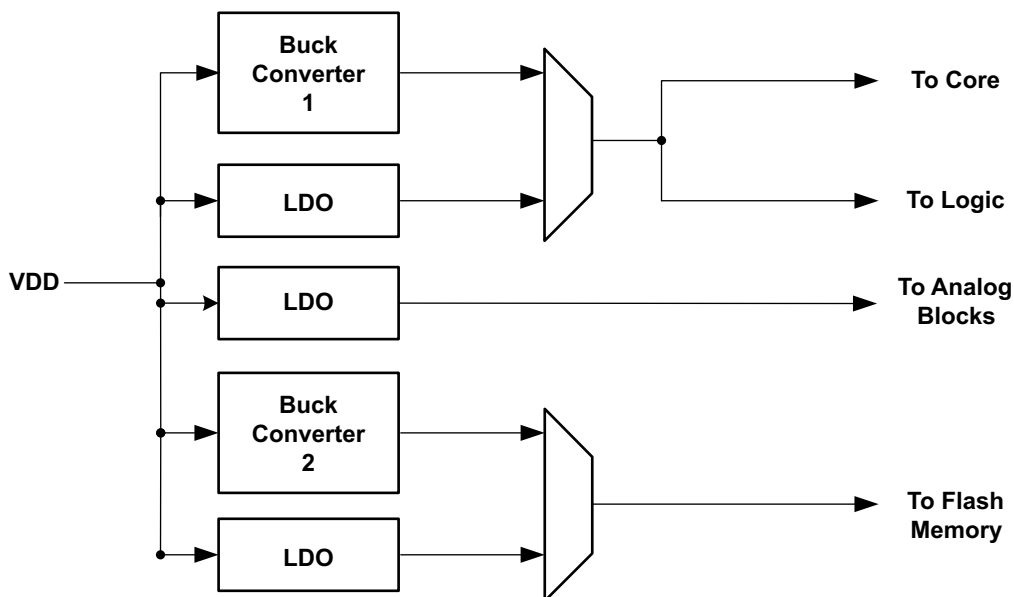 Buck
Converter
1
To Core
LDO
To Logic
VDD
LDO
To Analog
Blocks
Buck
Converter
2
To Flash
Memory
LDO